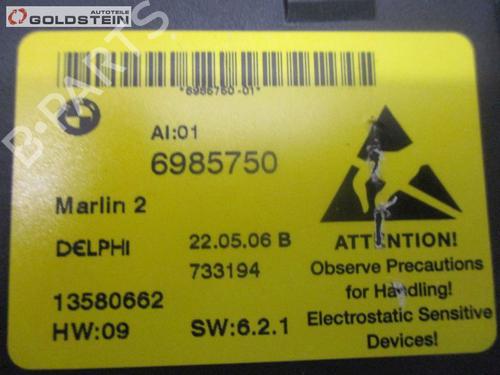 AUTOTEILE
GOLDSTEIN
B-PARTS
*6985750-01*
AI:01
6985750
Marlin 2
DELPHI
22.05.06 B
733194
13580662
HW:09
SW:6.2.1
ATTENTION!
Observe Precautions
for Handling!
Electrostatic Sensitive
Devices!